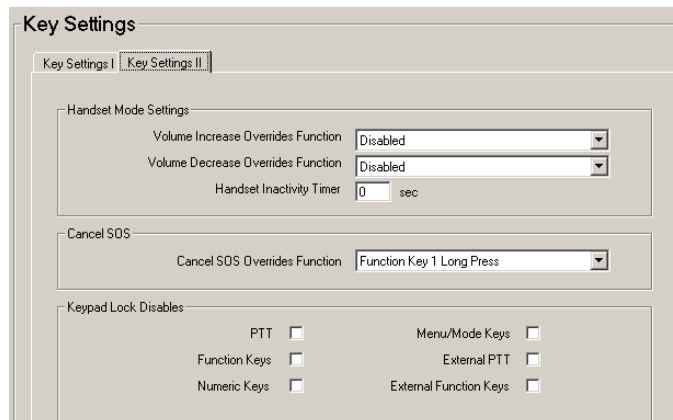 Key Settings
Key Settings I Key Settings II
Handset Mode Settings
Volume Increase Overrides Function Disabled
Volume Decrease Overrides Function Disabled
Handset Inactivity Timer 0 sec
Cancel SOS
Cancel SOS Overrides Function Function Key 1 Long Press
Keypad Lock Disables
PTT Menu/Mode Keys
Function Keys External PTT
Numeric Keys External Function Keys